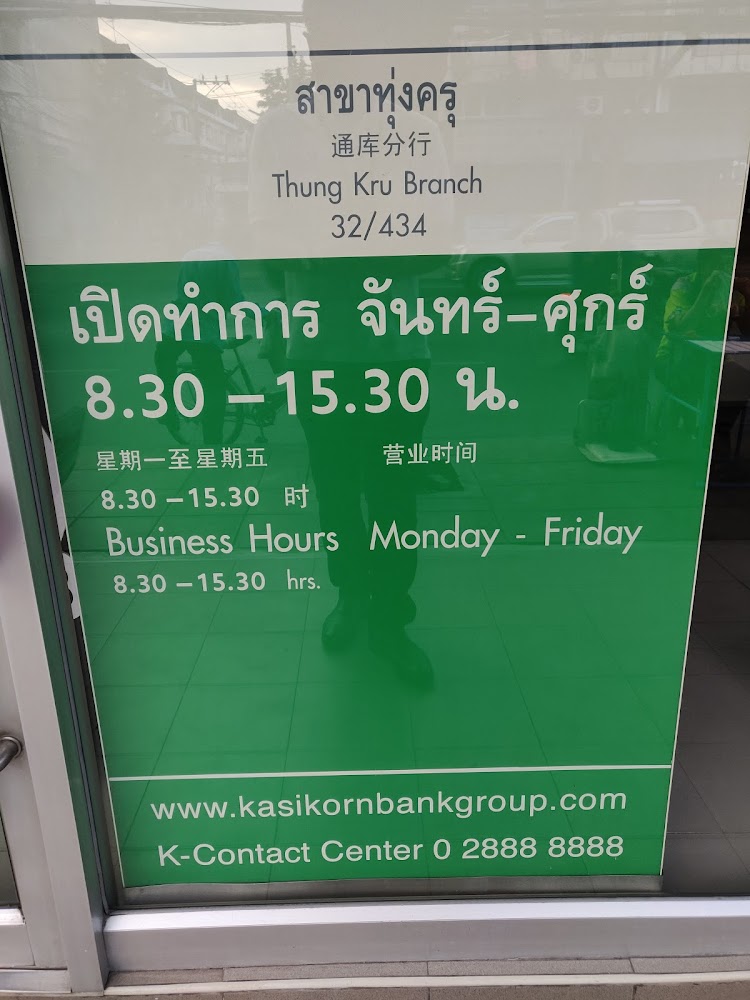 สาขาทุ่งครุ
通库分行
Thung Kru Branch
32/434
เปิดทำการ จันทร์-ศุกร์
8.30 – 15.30 น.
星期一至星期五 营业时间
8.30 – 15.30 时
Business Hours Monday - Friday
8.30 – 15.30 hrs.
www.kasikornbankgroup.com
K-Contact Center 0 2888 8888